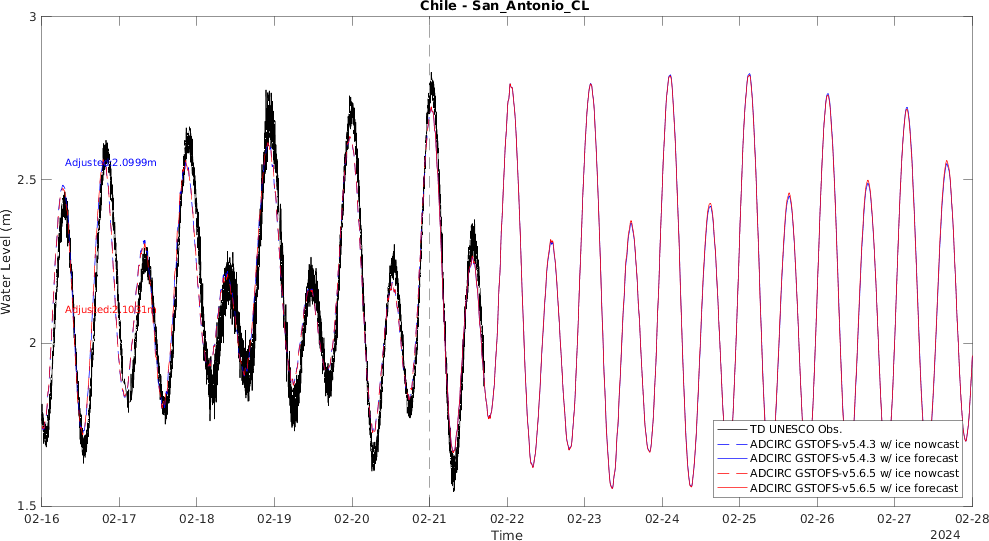 Chile - San_Antonio_CL
3
2.5
2
1.5
Water Level (m)
Adjusted:2.0999m
Adjusted:2.1031m
TD UNESCO Obs.
ADCIRC GSTOFS-v5.4.3 w/ ice nowcast
ADCIRC GSTOFS-v5.4.3 w/ ice forecast
ADCIRC GSTOFS-v5.6.5 w/ ice nowcast
ADCIRC GSTOFS-v5.6.5 w/ ice forecast
02-16 02-17 02-18 02-19 02-20 02-21 02-22 02-23 02-24 02-25 02-26 02-27 02-28
Time 2024